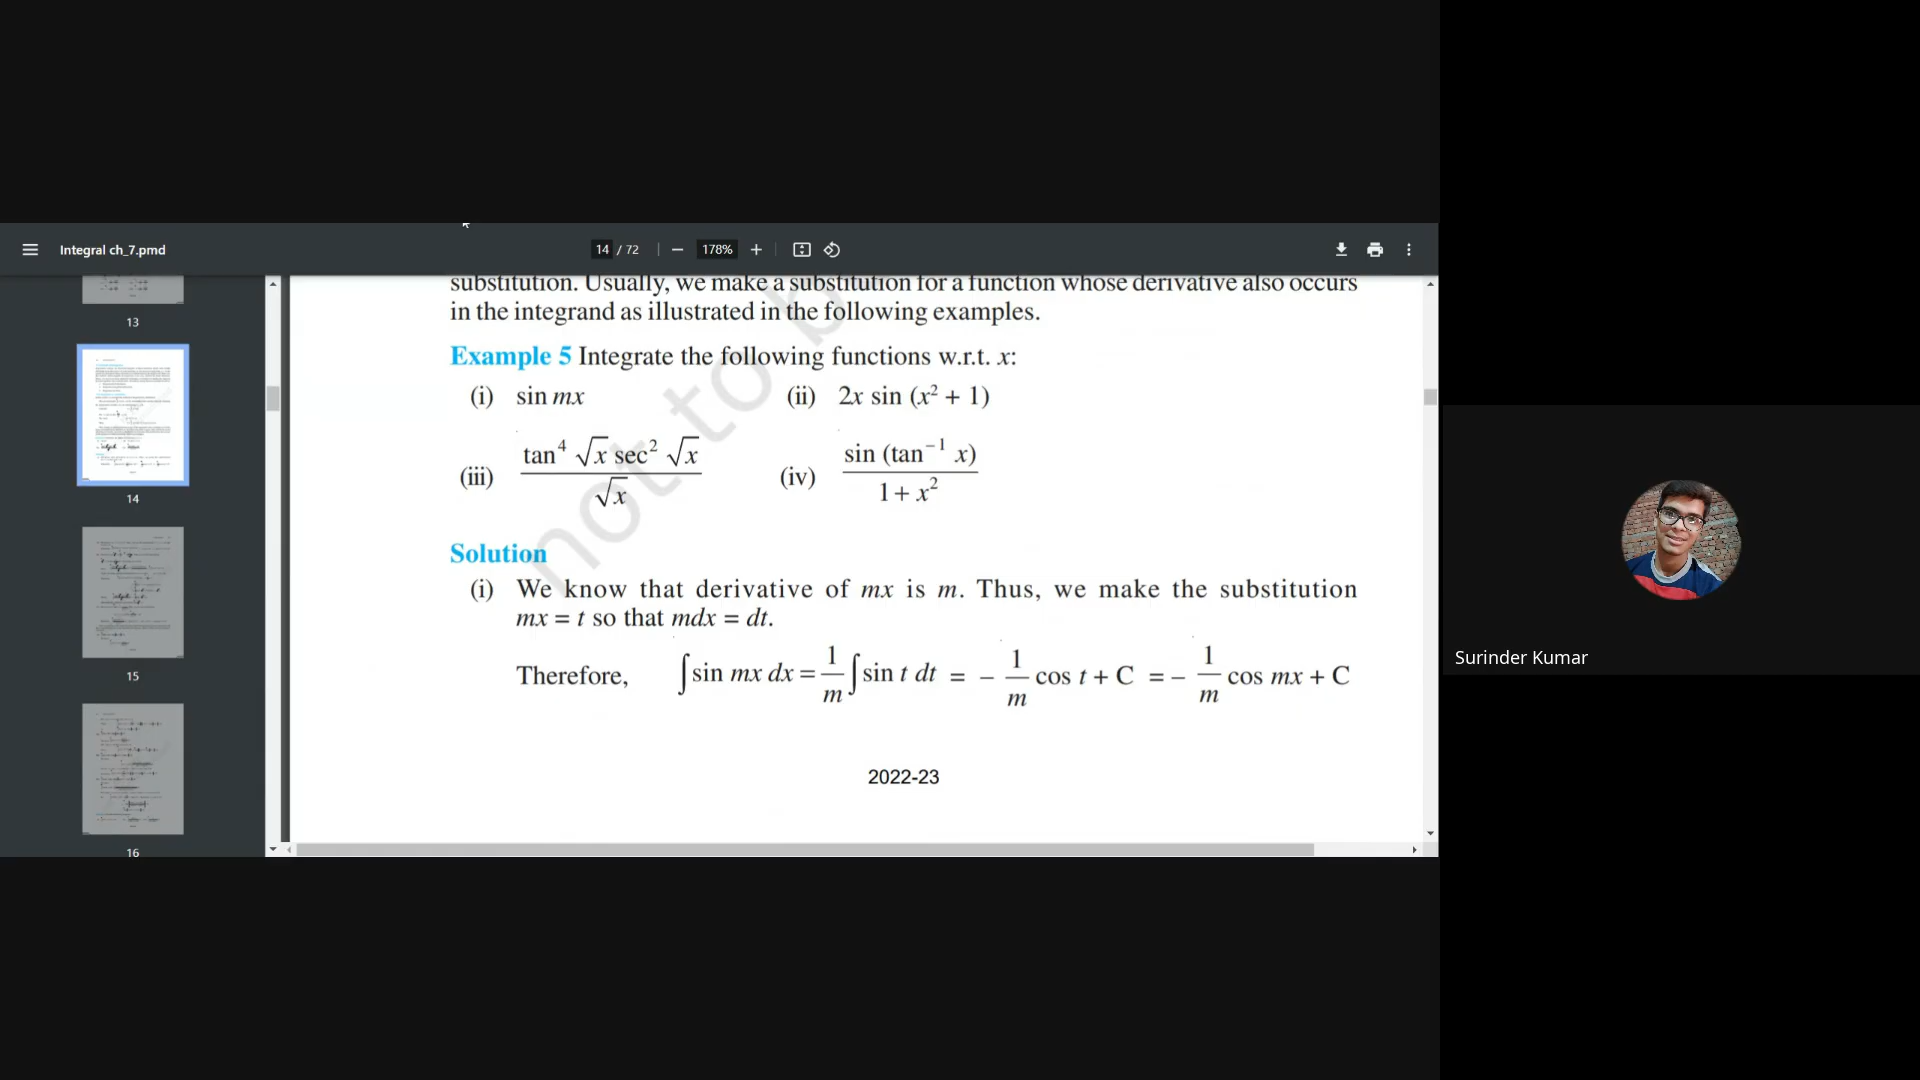 Integral ch_7.pmd
14 / 72
178%
13
14
15
16
substitution. Usually, we make a substitution for a function whose derivative also occurs
in the integrand as illustrated in the following examples.
Example 5 Integrate the following functions w.r.t. x:
(i) sin mx (ii) 2x sin (x² + 1)
(iii) tan⁴ √x sec² √x / √x (iv) sin (tan⁻¹ x) / 1 + x²
Solution
(i) We know that derivative of mx is m. Thus, we make the substitution
mx = t so that mdx = dt.
Therefore, ∫ sin mx dx = 1/m ∫ sin t dt = – 1/m cos t + C = – 1/m cos mx + C
2022-23
not to b
Surinder Kumar